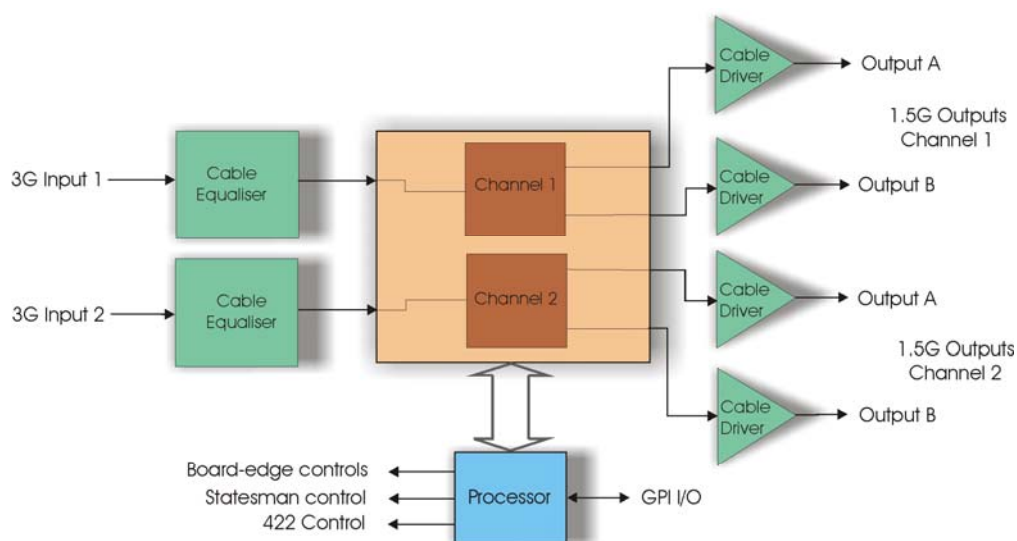 Cable
Driver
Output A
1.5G Outputs
Channel 1
3G Input 1
Cable
Equaliser
Channel 1
Cable
Driver
Output B
3G Input 2
Cable
Equaliser
Channel 2
Cable
Driver
Output A
1.5G Outputs
Channel 2
Cable
Driver
Output B
Board-edge controls
Statesman control
422 Control
Processor
GPI I/O